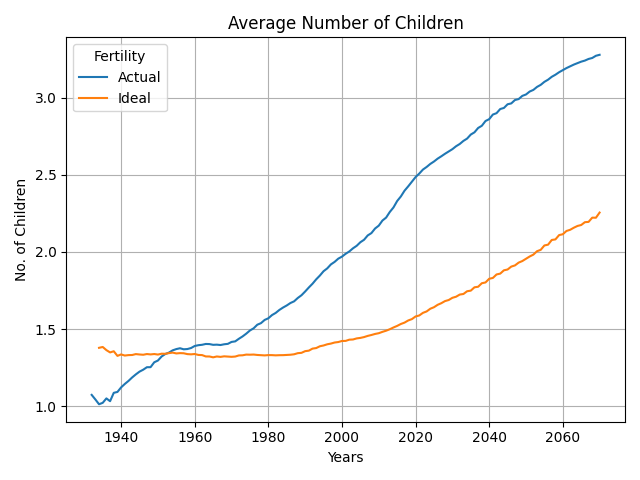 Average Number of Children
Fertility
Actual
Ideal
No. of Children
3.0
2.5
2.0
1.5
1.0
1940 1960 1980 2000 2020 2040 2060
Years